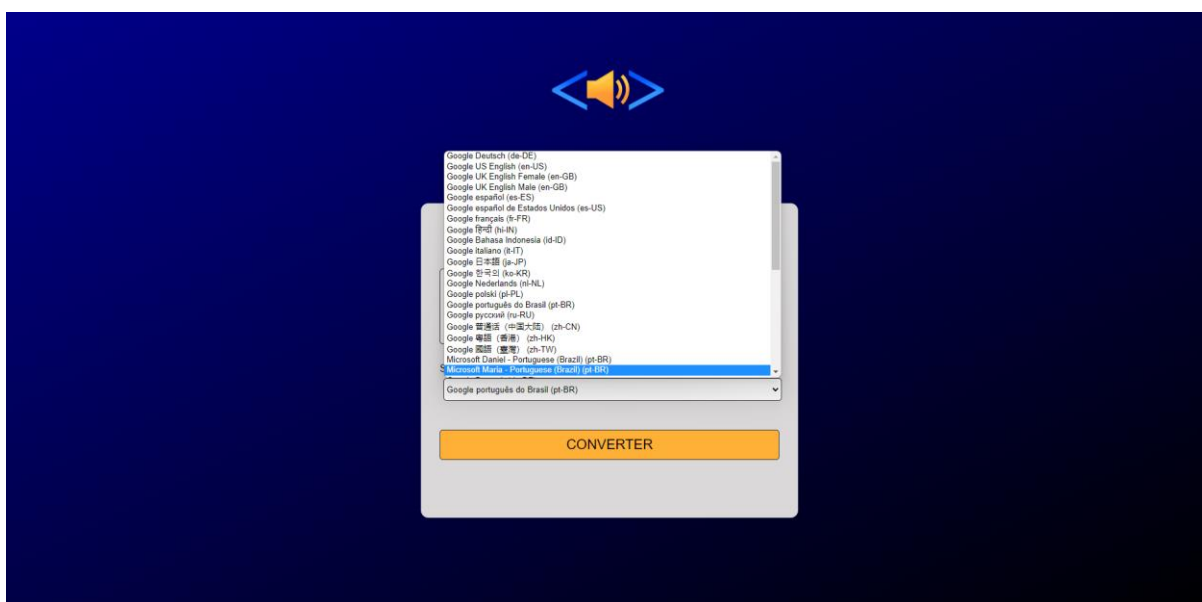 Google Deutsch (de-DE)
Google US English (en-US)
Google UK English Female (en-GB)
Google UK English Male (en-GB)
Google español (es-ES)
Google español de Estados Unidos (es-US)
Google français (fr-FR)
Google हिन्दी (hi-IN)
Google Bahasa Indonesia (id-ID)
Google Italiano (it-IT)
Google 日本語 (ja-JP)
Google 한국의 (ko-KR)
Google Nederlands (nl-NL)
Google polski (pl-PL)
Google português do Brasil (pt-BR)
Google русский (ru-RU)
Google 普通话（中国大陆） (zh-CN)
Google 粤語（香港） (zh-HK)
Google 國語（臺灣） (zh-TW)
Microsoft Daniel - Portuguese (Brazil) (pt-BR)
Microsoft Maria - Portuguese (Brazil) (pt-BR)
Google português do Brasil (pt-BR)
CONVERTER